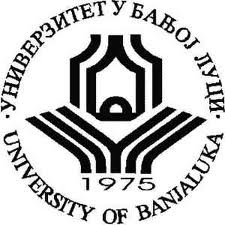 УНИВЕРЗИТЕТ У БАЊОЈ ЛУЦИ
1975
UNIVERSITY OF BANJALUKA